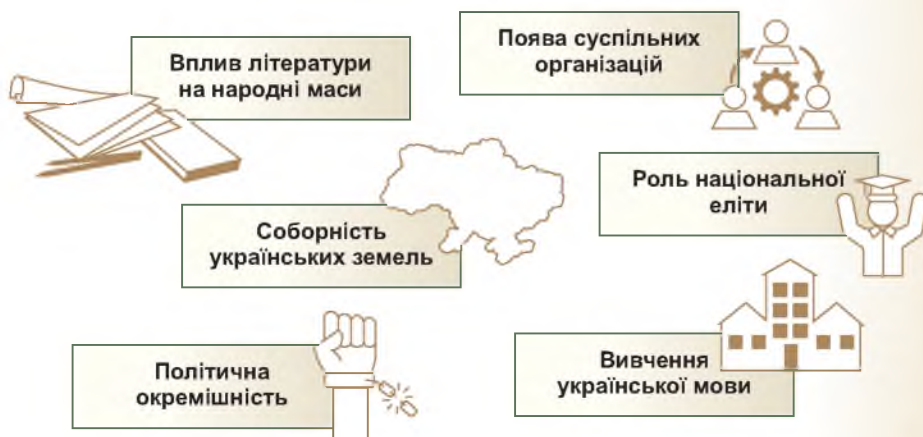 Вплив літератури
на народні маси
Поява суспільних
організацій
Роль національної
еліти
Соборність
українських земель
Політична
окремішність
Вивчення
української мови